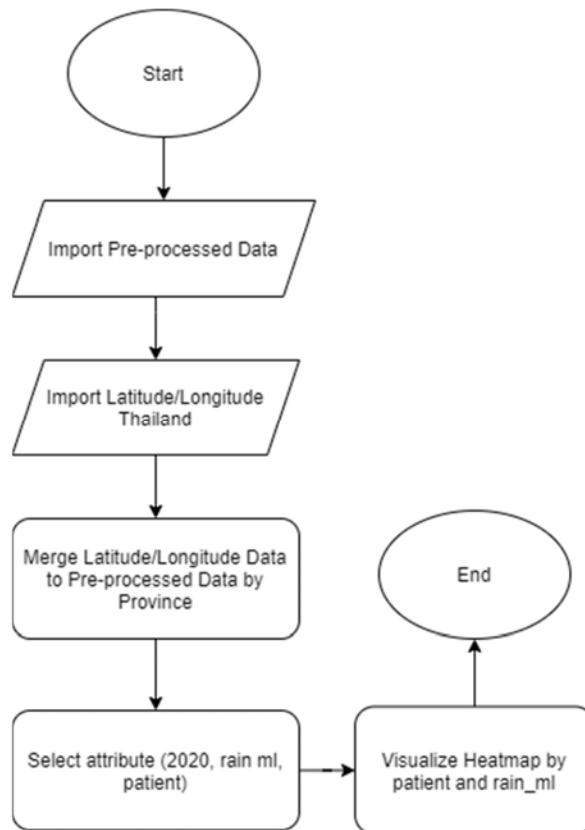 Start
Import Pre-processed Data
Import Latitude/Longitude
Thailand
Merge Latitude/Longitude Data
to Pre-processed Data by
Province
Select attribute (2020, rain ml,
patient)
Visualize Heatmap by
patient and rain_ml
End